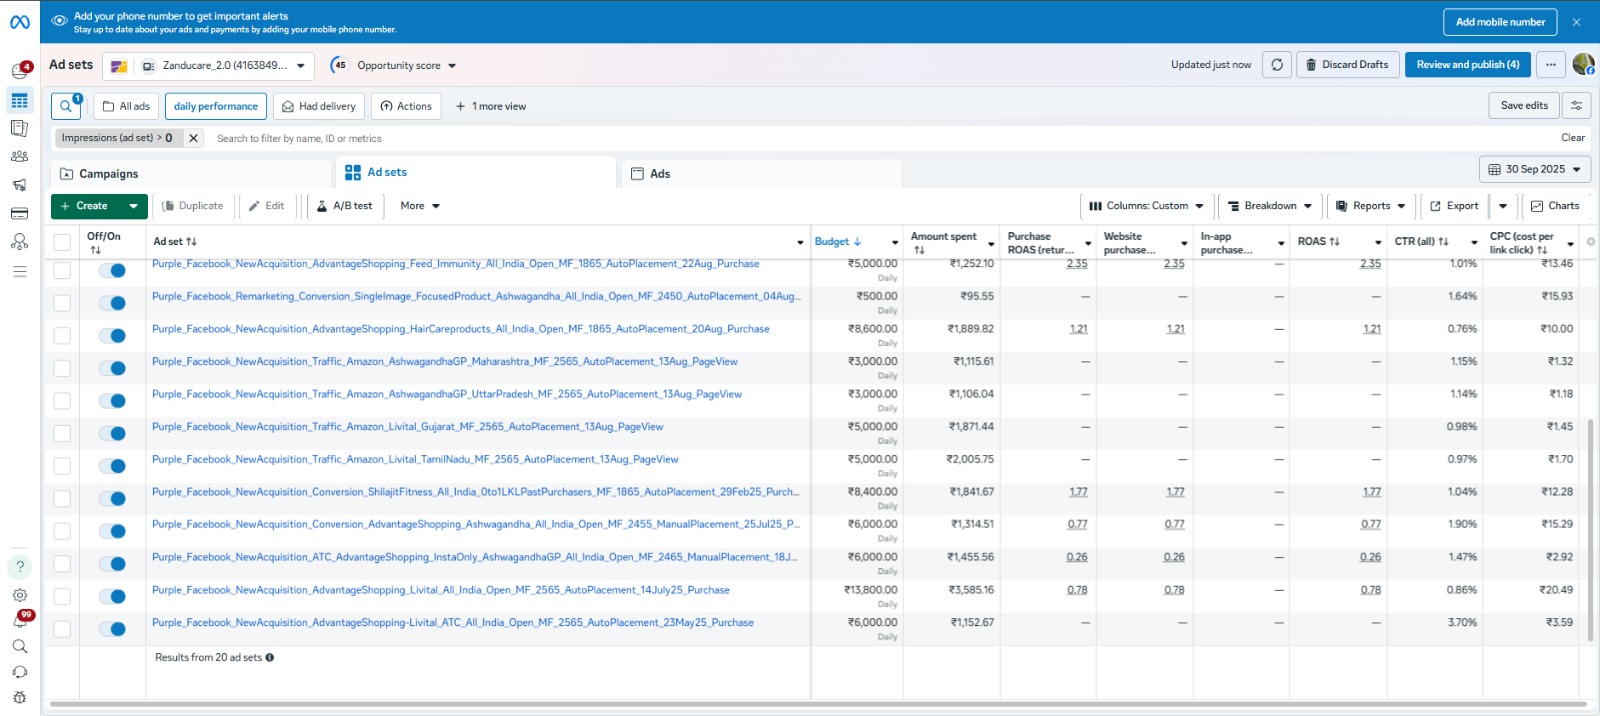 Add your phone number to get important alerts
Stay up to date about your ads and payments by adding your mobile phone number.
Add mobile number
4
Ad sets
Zanducare_2.0 (4163849...
45 Opportunity score
Updated just now
Discard Drafts
Review and publish (4)
1
All ads
daily performance
Had delivery
Actions
+ 1 more view
Save edits
Impressions (ad set) > 0
Search to filter by name, ID or metrics
Clear
Campaigns
Ad sets
Ads
30 Sep 2025
+ Create
Duplicate
Edit
A/B test
More
Columns: Custom
Breakdown
Reports
Export
Charts
Off/On
Ad set
Budget
Amount spent
Purchase ROAS (retur...
Website purchase...
In-app purchase...
ROAS
CTR (all)
CPC (cost per link click)
Purple_Facebook_NewAcquisition_AdvantageShopping_Feed_Immunity_All_India_Open_MF_1865_AutoPlacement_22Aug_Purchase ₹5,000.00 ₹1,252.10 2.35 2.35 — 2.35 1.01% ₹13.46
Daily
Purple_Facebook_Remarketing_Conversion_SingleImage_FocusedProduct_Ashwagandha_All_India_Open_MF_2450_AutoPlacement_04Aug... ₹500.00 ₹95.55 — — — — 1.64% ₹15.93
Daily
Purple_Facebook_NewAcquisition_AdvantageShopping_HairCareproducts_All_India_Open_MF_1865_AutoPlacement_20Aug_Purchase ₹8,600.00 ₹1,889.82 1.21 1.21 — 1.21 0.76% ₹10.00
Daily
Purple_Facebook_NewAcquisition_Traffic_Amazon_AshwagandhaGP_Maharashtra_MF_2565_AutoPlacement_13Aug_PageView ₹3,000.00 ₹1,115.61 — — — — 1.15% ₹1.32
Daily
Purple_Facebook_NewAcquisition_Traffic_Amazon_AshwagandhaGP_UttarPradesh_MF_2565_AutoPlacement_13Aug_PageView ₹3,000.00 ₹1,106.04 — — — — 1.14% ₹1.18
Daily
Purple_Facebook_NewAcquisition_Traffic_Amazon_Livital_Gujarat_MF_2565_AutoPlacement_13Aug_PageView ₹5,000.00 ₹1,871.44 — — — — 0.98% ₹1.45
Daily
Purple_Facebook_NewAcquisition_Traffic_Amazon_Livital_TamilNadu_MF_2565_AutoPlacement_13Aug_PageView ₹5,000.00 ₹2,005.75 — — — — 0.97% ₹1.70
Daily
Purple_Facebook_NewAcquisition_Conversion_ShilajitFitness_All_India_0to1LKLPastPurchasers_MF_1865_AutoPlacement_29Feb25_Purch... ₹8,400.00 ₹1,841.67 1.77 1.77 — 1.77 1.04% ₹12.28
Daily
Purple_Facebook_NewAcquisition_Conversion_AdvantageShopping_Ashwagandha_All_India_Open_MF_2455_ManualPlacement_25Jul25_P... ₹6,000.00 ₹1,314.51 0.77 0.77 — 0.77 1.90% ₹15.29
Daily
Purple_Facebook_NewAcquisition_ATC_AdvantageShopping_InstaOnly_AshwagandhaGP_All_India_Open_MF_2465_ManualPlacement_18J... ₹6,000.00 ₹1,455.56 0.26 0.26 — 0.26 1.47% ₹2.92
Daily
Purple_Facebook_NewAcquisition_AdvantageShopping_Livital_All_India_Open_MF_2565_AutoPlacement_14July25_Purchase ₹13,800.00 ₹3,585.16 0.78 0.78 — 0.78 0.86% ₹20.49
Daily
Purple_Facebook_NewAcquisition_AdvantageShopping-Livital_ATC_All_India_Open_MF_2565_AutoPlacement_23May25_Purchase ₹6,000.00 ₹1,152.67 — — — — 3.70% ₹3.59
Daily
99
Results from 20 ad sets